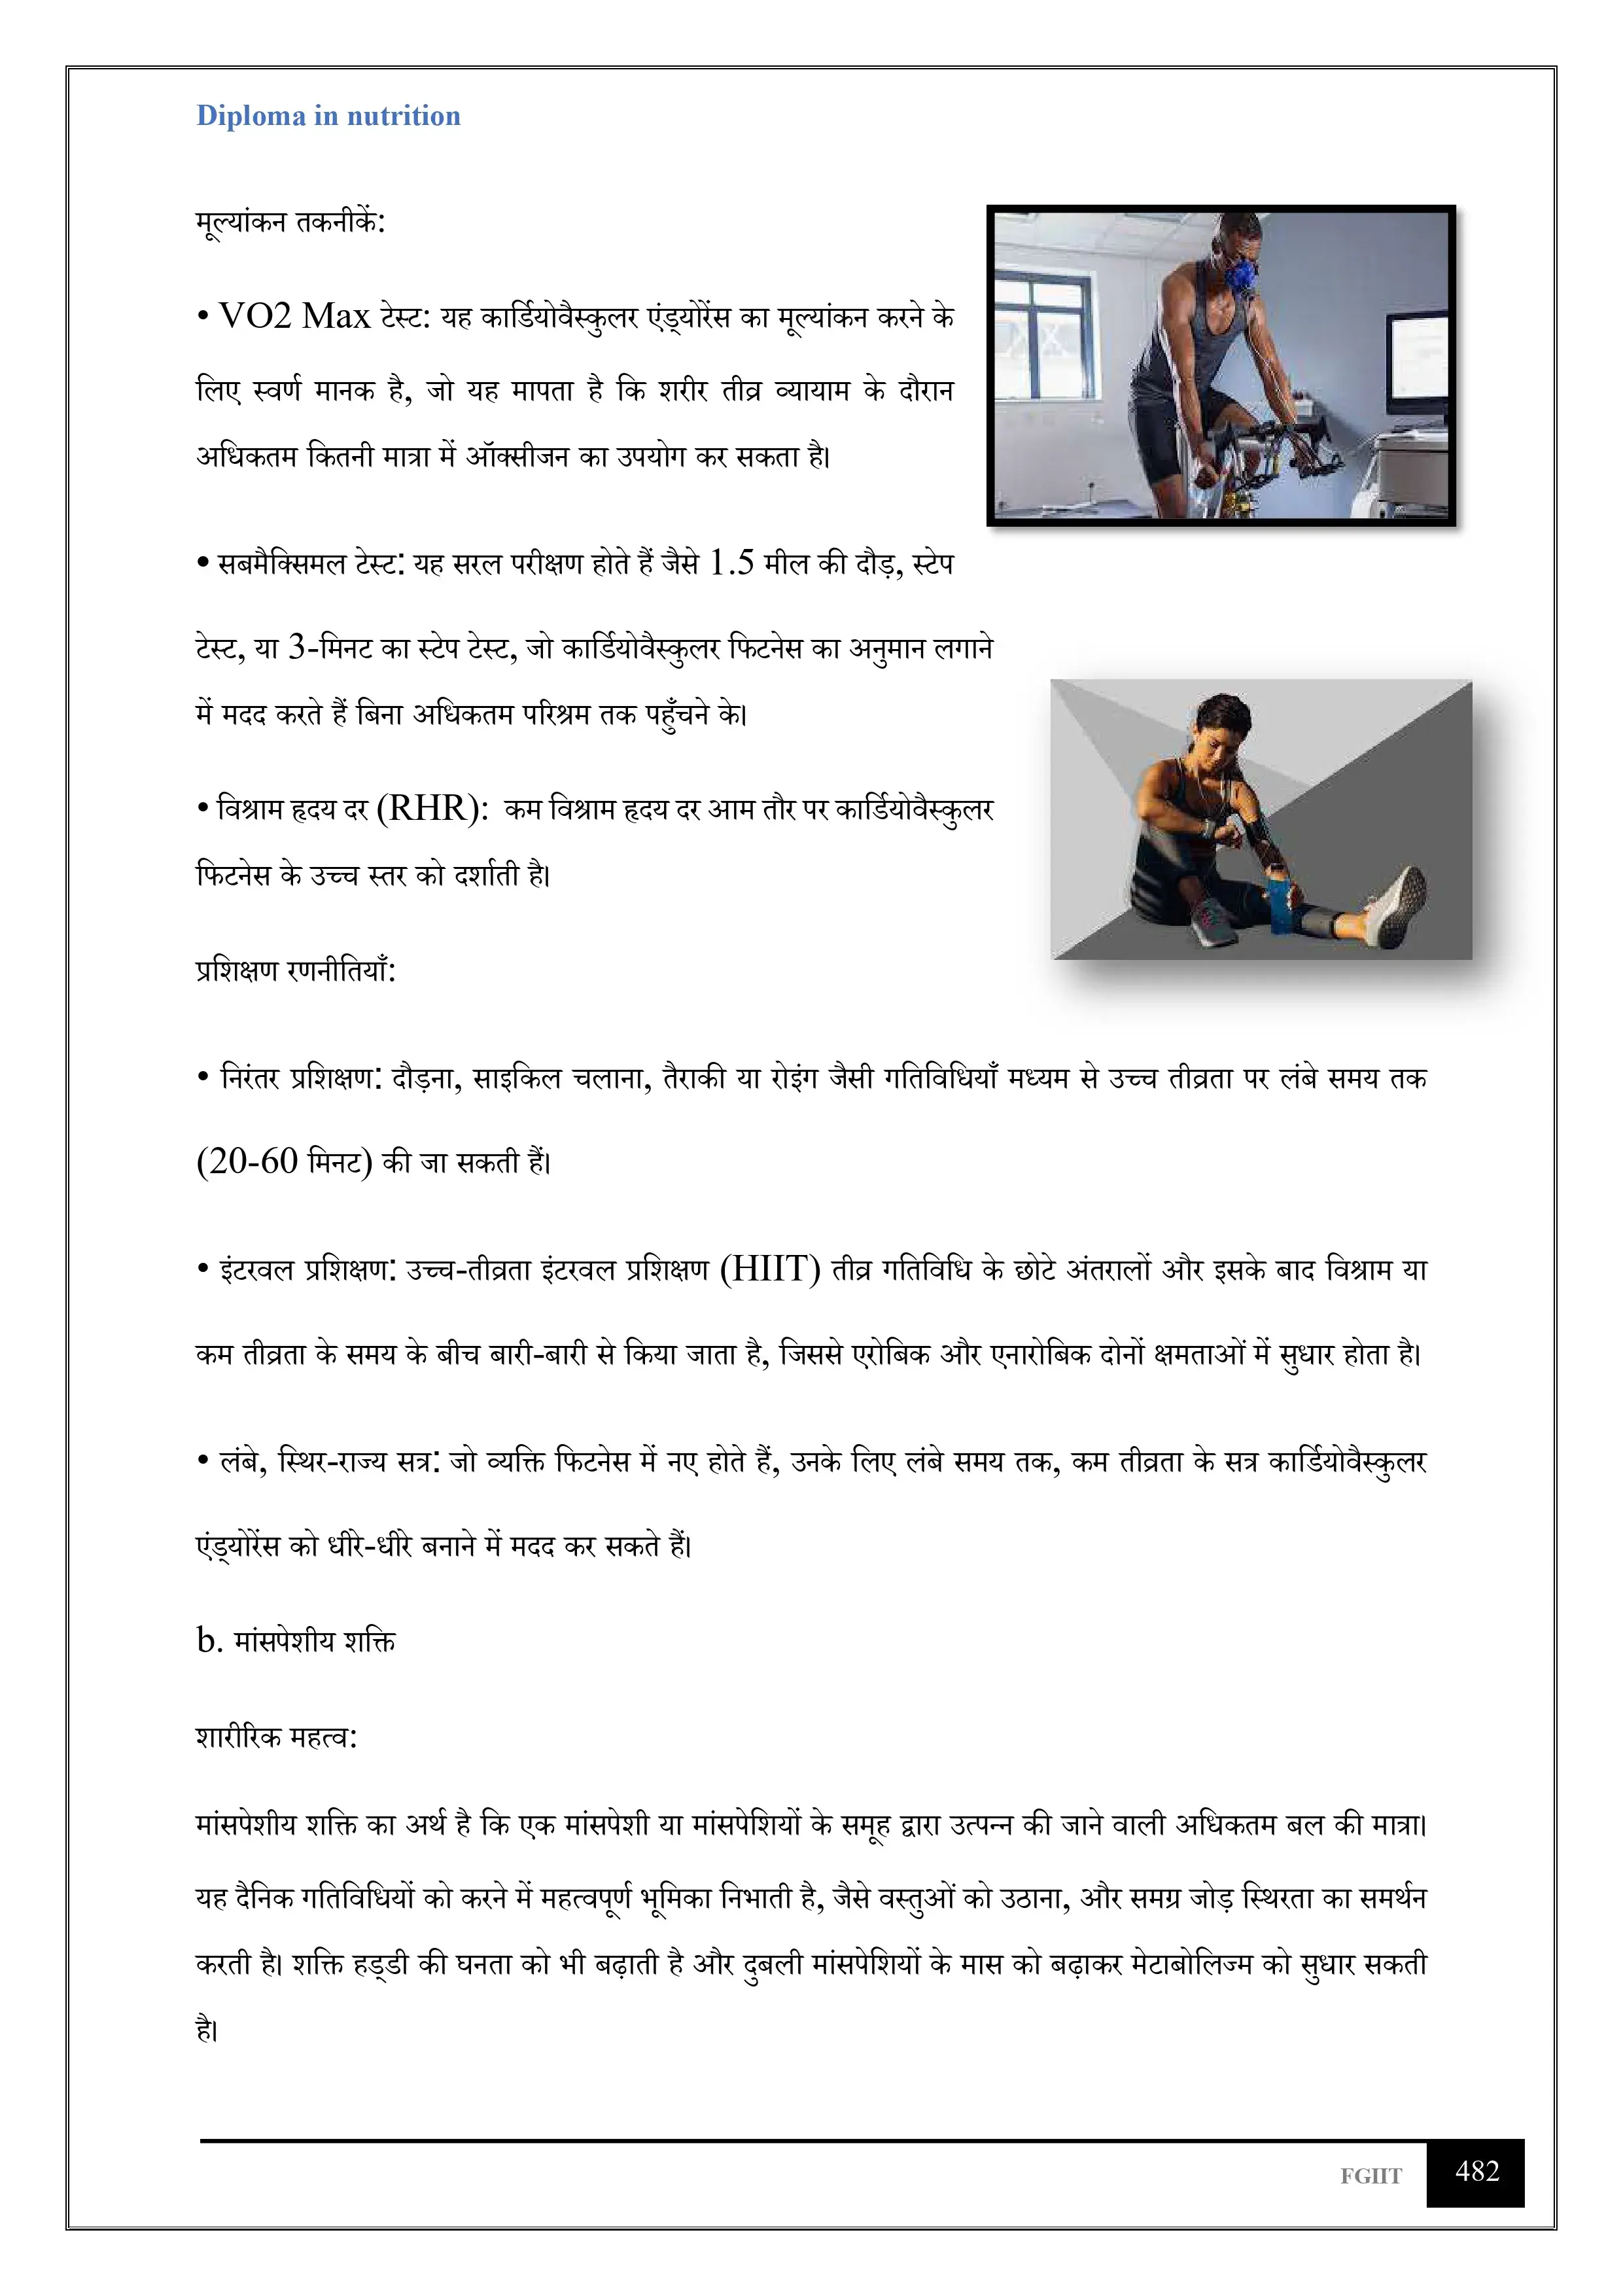 Diploma in nutrition
मूल्यांकन तकनीकें:
• VO2 Max टेस्ट: यह कार्डियोवैस्कुलर एंड्योरेंस का मूल्यांकन करने के
लिए स्वर्ण मानक है, जो यह मापता है कि शरीर तीव्र व्यायाम के दौरान
अधिकतम कितनी मात्रा में ऑक्सीजन का उपयोग कर सकता है।
• सबमैक्सिमल टेस्ट: यह सरल परीक्षण होते हैं जैसे 1.5 मील की दौड़, स्टेप
टेस्ट, या 3-मिनट का स्टेप टेस्ट, जो कार्डियोवैस्कुलर फिटनेस का अनुमान लगाने
में मदद करते हैं बिना अधिकतम परिश्रम तक पहुँचने के।
• विश्राम हृदय दर (RHR): कम विश्राम हृदय दर आम तौर पर कार्डियोवैस्कुलर
फिटनेस के उच्च स्तर को दर्शाती है।
प्रशिक्षण रणनीतियाँ:
• निरंतर प्रशिक्षण: दौड़ना, साइकिल चलाना, तैराकी या रोइंग जैसी गतिविधियाँ मध्यम से उच्च तीव्रता पर लंबे समय तक
(20-60 मिनट) की जा सकती हैं।
• इंटरवल प्रशिक्षण: उच्च-तीव्रता इंटरवल प्रशिक्षण (HIIT) तीव्र गतिविधि के छोटे अंतरालों और इसके बाद विश्राम या
कम तीव्रता के समय के बीच बारी-बारी से किया जाता है, जिससे एरोबिक और एनारोबिक दोनों क्षमताओं में सुधार होता है।
• लंबे, स्थिर-राज्य सत्र: जो व्यक्ति फिटनेस में नए होते हैं, उनके लिए लंबे समय तक, कम तीव्रता के सत्र कार्डियोवैस्कुलर
एंड्योरेंस को धीरे-धीरे बनाने में मदद कर सकते हैं।
b. मांसपेशीय शक्ति
शारीरिक महत्व:
मांसपेशीय शक्ति का अर्थ है कि एक मांसपेशी या मांसपेशियों के समूह द्वारा उत्पन्न की जाने वाली अधिकतम बल की मात्रा।
यह दैनिक गतिविधियों को करने में महत्वपूर्ण भूमिका निभाती है, जैसे वस्तुओं को उठाना, और समग्र जोड़ स्थिरता का समर्थन
करती है। शक्ति हड्डी की घनता को भी बढ़ाती है और दुबली मांसपेशियों के मास को बढ़ाकर मेटाबोलिज्म को सुधार सकती
है।
FGIIT 482